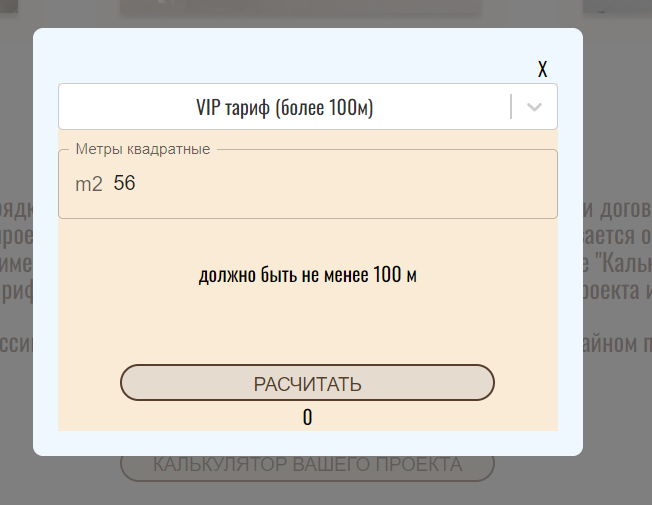 X
VIP тариф (более 100м)
Метры квадратные
m2 56
должно быть не менее 100 м
РАСЧИТАТЬ
0
КАЛЬКУЛЯТОР ВАШЕГО ПРОЕКТА